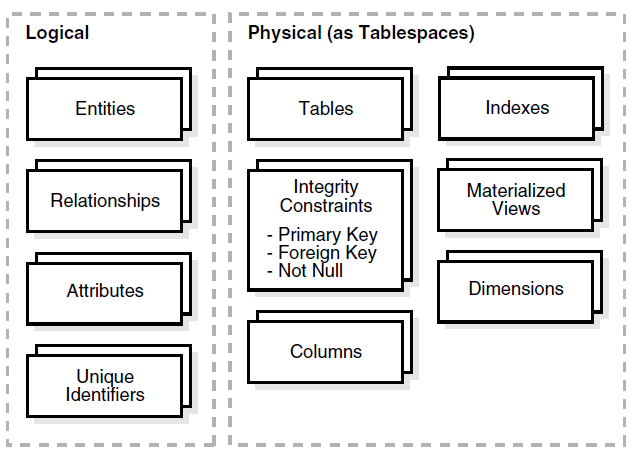 Logical
Entities
Relationships
Attributes
Unique
Identifiers
Physical (as Tablespaces)
Tables
Integrity
Constraints
- Primary Key
- Foreign Key
- Not Null
Columns
Indexes
Materialized
Views
Dimensions